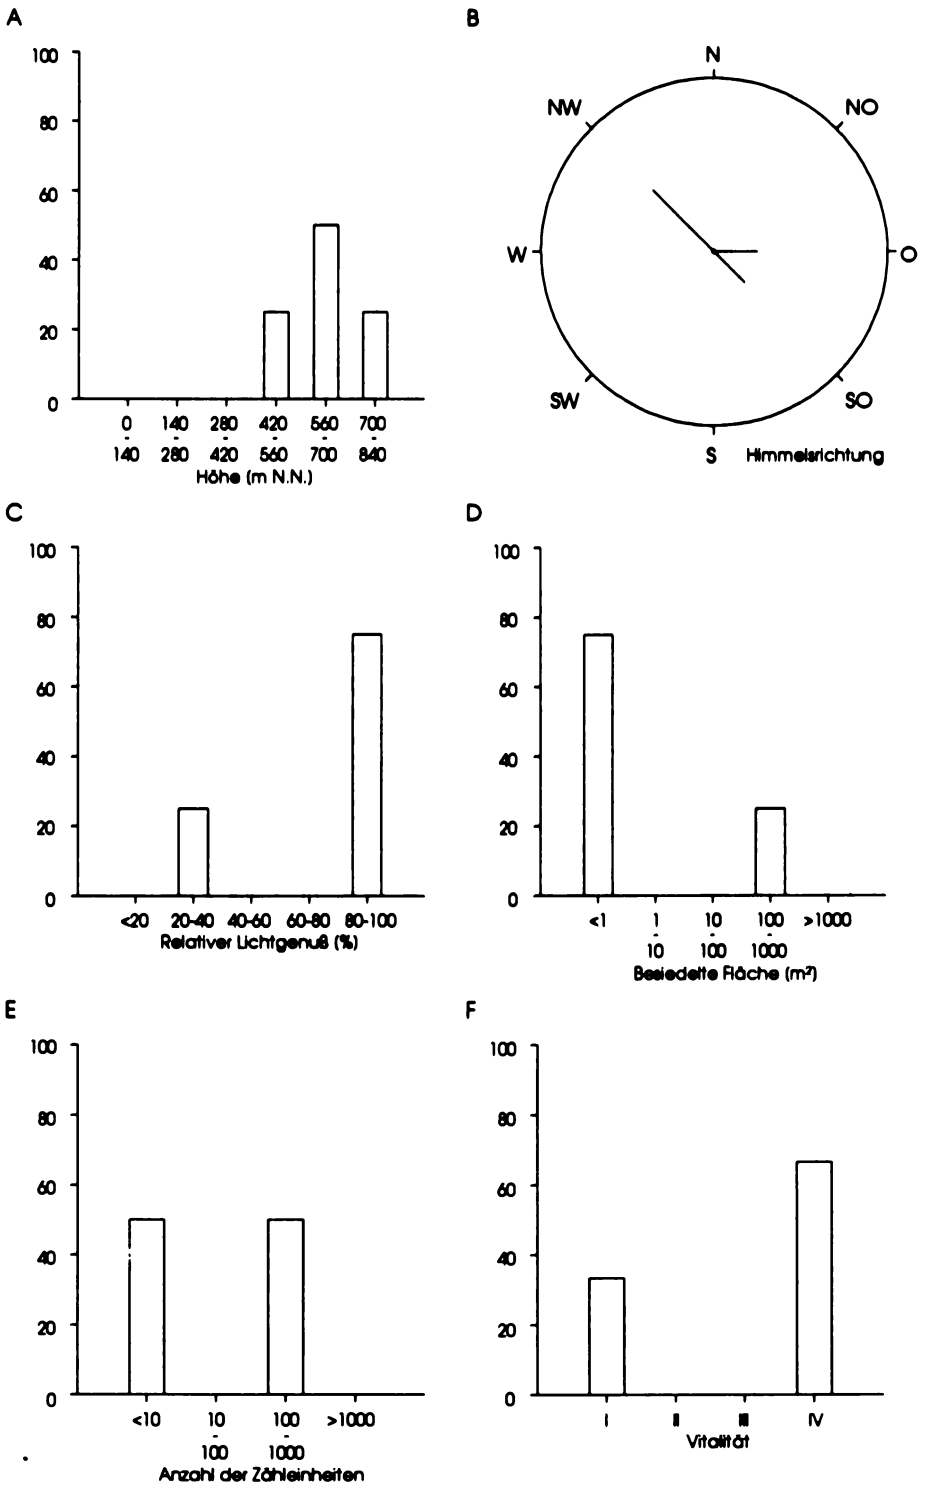 A
100
80
60
40
20
0
0 140 280 420 560 700
- - - - - -
140 280 420 560 700 840
Höhe (m N.N.)
B
N
NW NO
W O
SW SO
S Himmelsrichtung
C
100
80
60
40
20
0
<20 20-40 40-60 60-80 80-100
Relativer Lichtgenuß (%)
D
100
80
60
40
20
0
<1 1 10 100 >1000
- - -
10 100 1000
Besiedelte Fläche (m²)
E
100
80
60
40
20
0
<10 10 100 >1000
- -
100 1000
Anzahl der Zähleinheiten
F
100
80
60
40
20
0
I II III IV
Vitalität